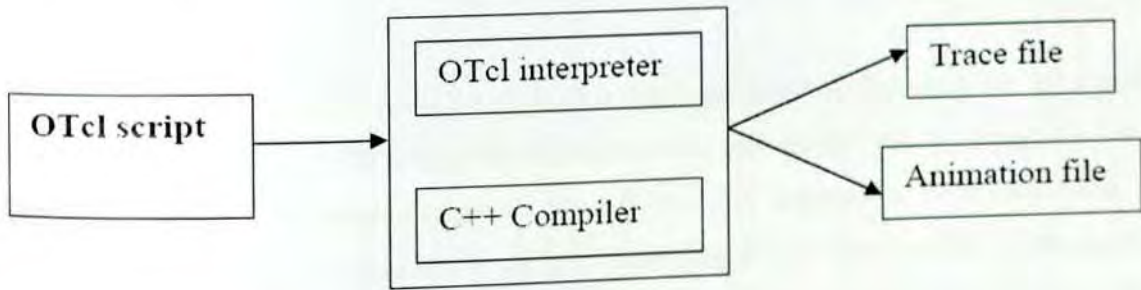 OTcl script
OTcl interpreter
C++ Compiler
Trace file
Animation file